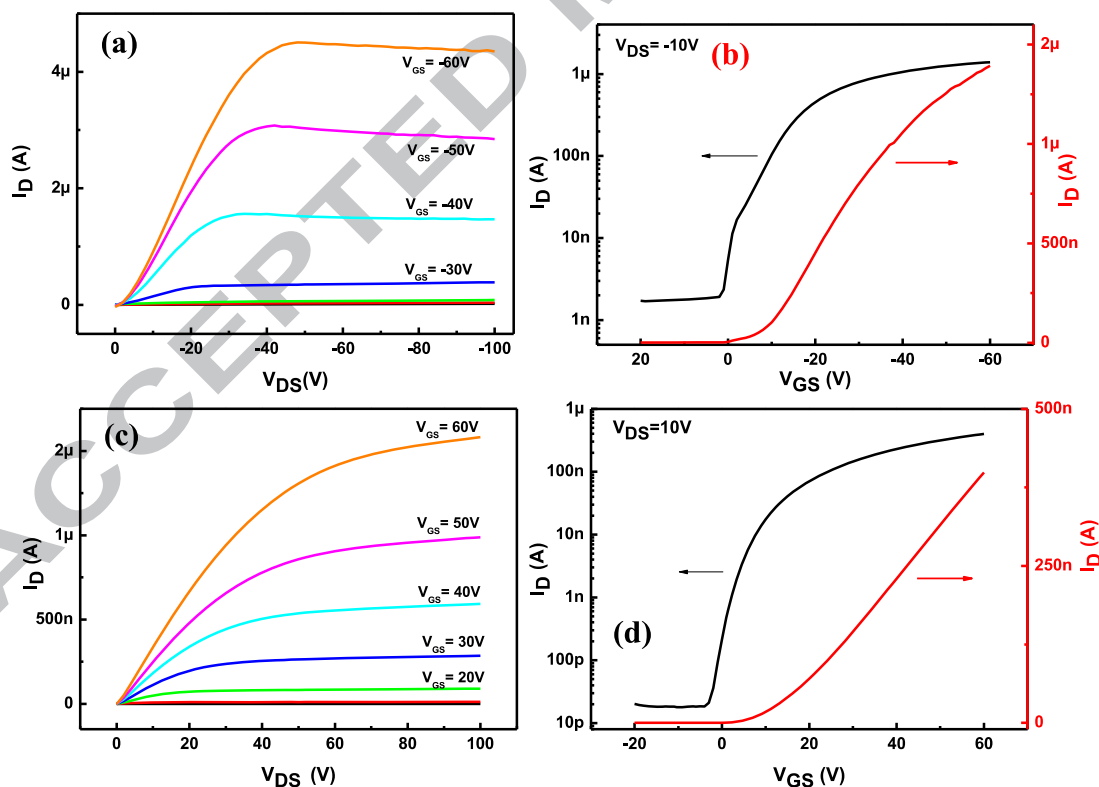 ACCEPTED M
(a)
4μ
2μ
0
I_D (A)
V_GS= -60V
V_GS= -50V
V_GS= -40V
V_GS= -30V
0 -20 -40 -60 -80 -100
V_DS(V)
V_DS= -10V
(b)
1μ
100n
10n
1n
I_D (A)
2μ
1μ
500n
0
I_D (A)
20 0 -20 -40 -60
V_GS (V)
(c)
2μ
1μ
500n
0
I_D (A)
V_GS= 60V
V_GS= 50V
V_GS= 40V
V_GS= 30V
V_GS= 20V
0 20 40 60 80 100
V_DS (V)
V_DS=10V
(d)
1μ
100n
10n
1n
100p
10p
I_D (A)
500n
250n
0
I_D (A)
-20 0 20 40 60
V_GS (V)